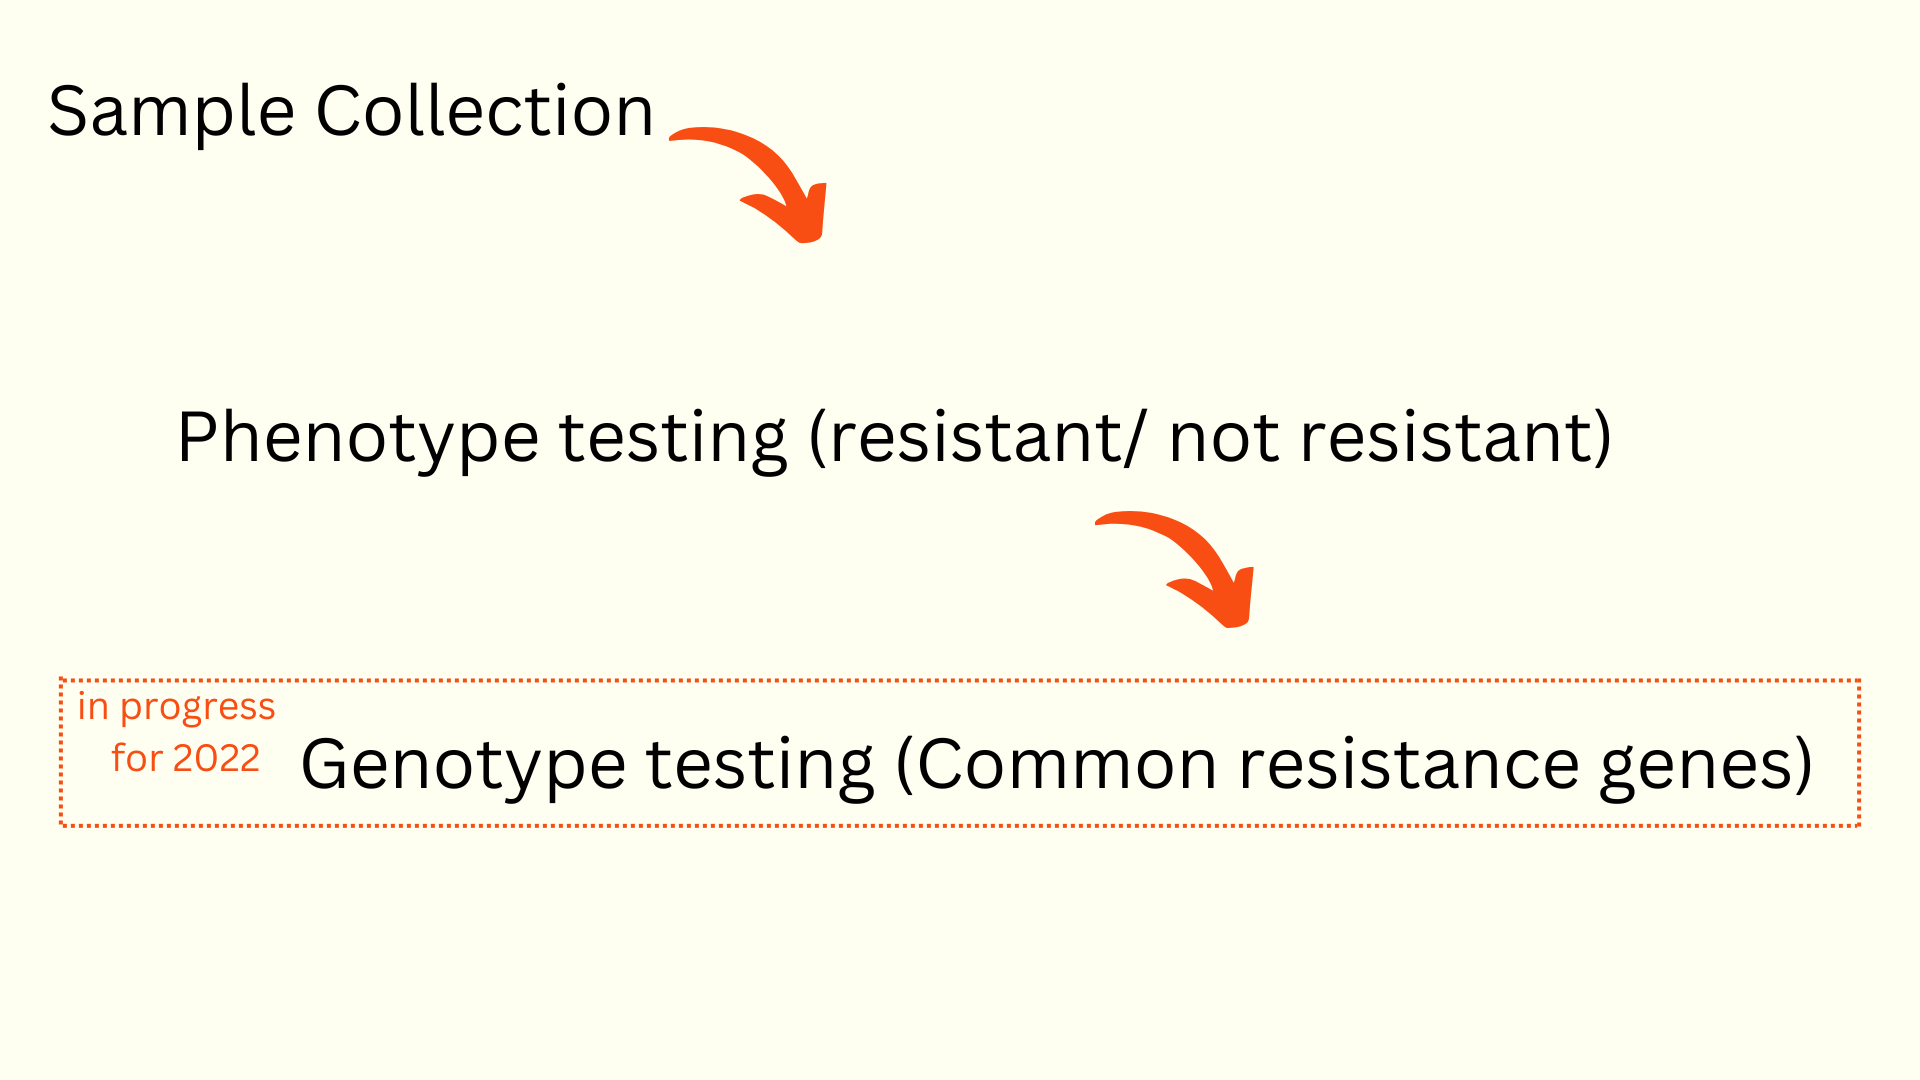 Sample Collection
Phenotype testing (resistant/ not resistant)
in progress
for 2022
Genotype testing (Common resistance genes)